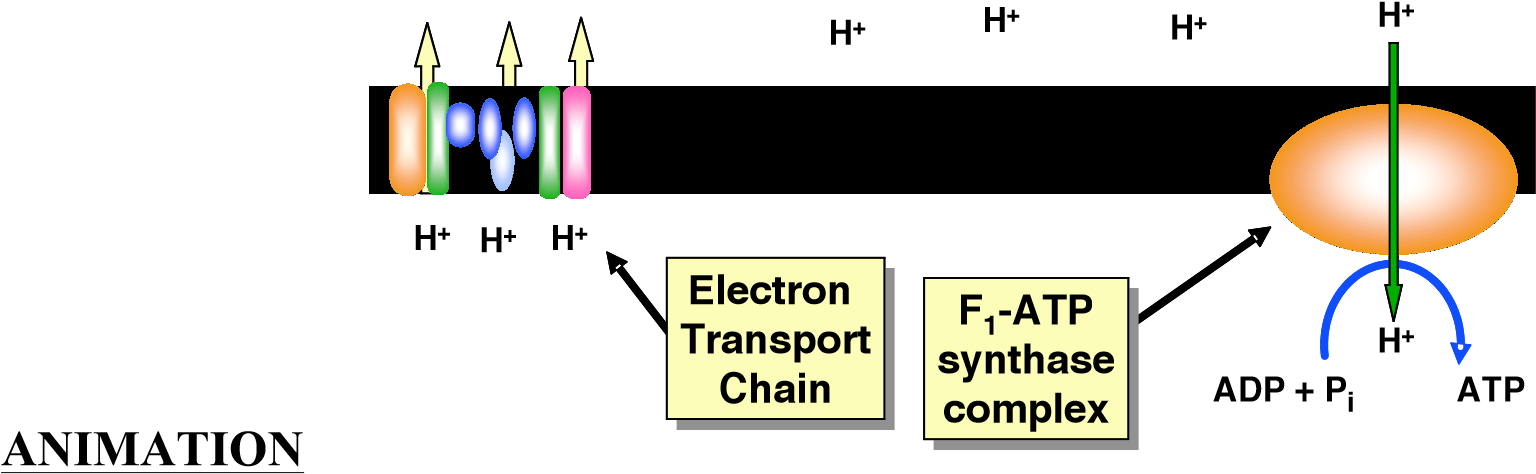 H+ H+ H+ H+
H+ H+ H+
Electron
Transport
Chain
F1-ATP
synthase
complex
H+
ADP + Pi ATP
ANIMATION